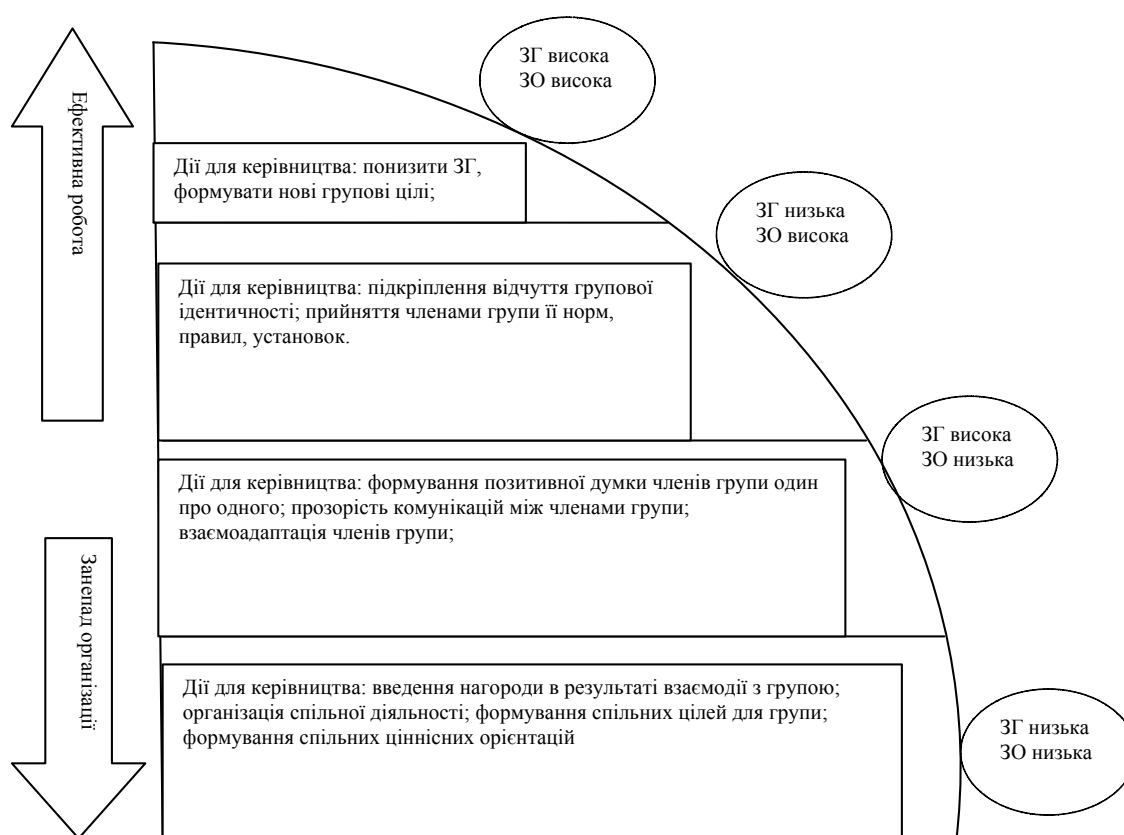 ЗГ висока
ЗО висока
Ефективна робота
Дії для керівництва: понизити ЗГ,
формувати нові групові цілі;
ЗГ низька
ЗО висока
Дії для керівництва: підкріплення відчуття групової
ідентичності; прийняття членами групи її норм,
правил, установок.
ЗГ висока
ЗО низька
Дії для керівництва: формування позитивної думки членів групи один
про одного; прозорість комунікацій між членами групи;
взаємоадаптація членів групи;
Занепад організації
Дії для керівництва: введення нагороди в результаті взаємодії з групою;
організація спільної діяльності; формування спільних цілей для групи;
формування спільних ціннісних орієнтацій
ЗГ низька
ЗО низька